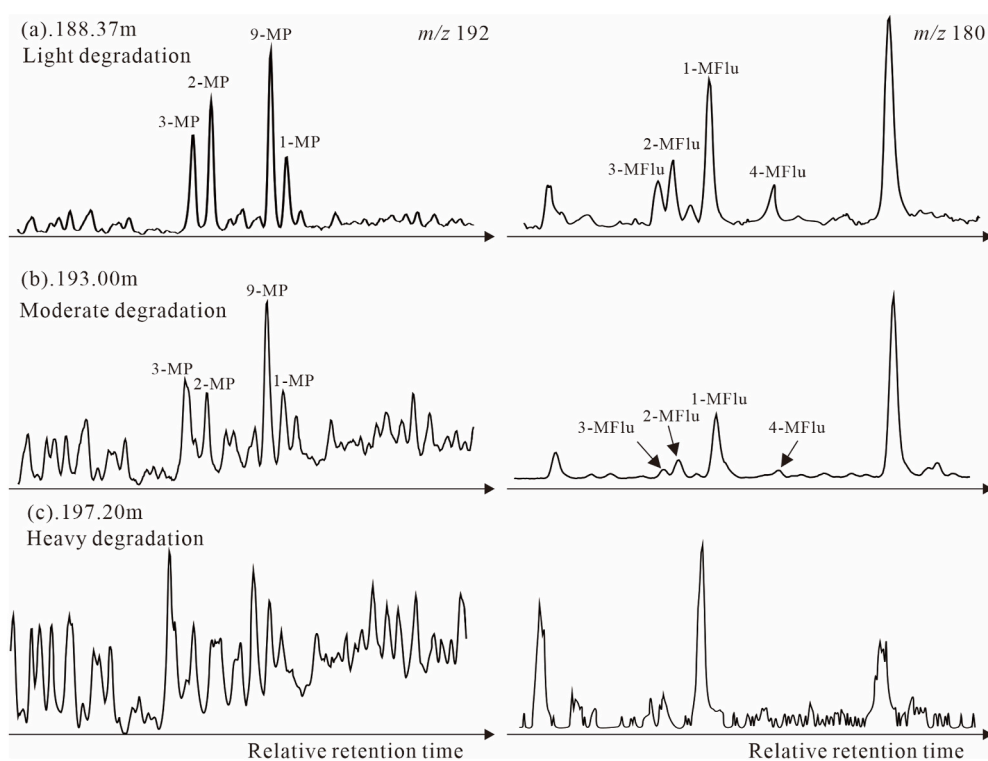 (a).188.37m
Light degradation
m/z 192
3-MP
2-MP
9-MP
1-MP
m/z 180
3-MFlu
2-MFlu
1-MFlu
4-MFlu
(b).193.00m
Moderate degradation
3-MP
2-MP
9-MP
1-MP
3-MFlu
2-MFlu
1-MFlu
4-MFlu
(c).197.20m
Heavy degradation
Relative retention time
Relative retention time